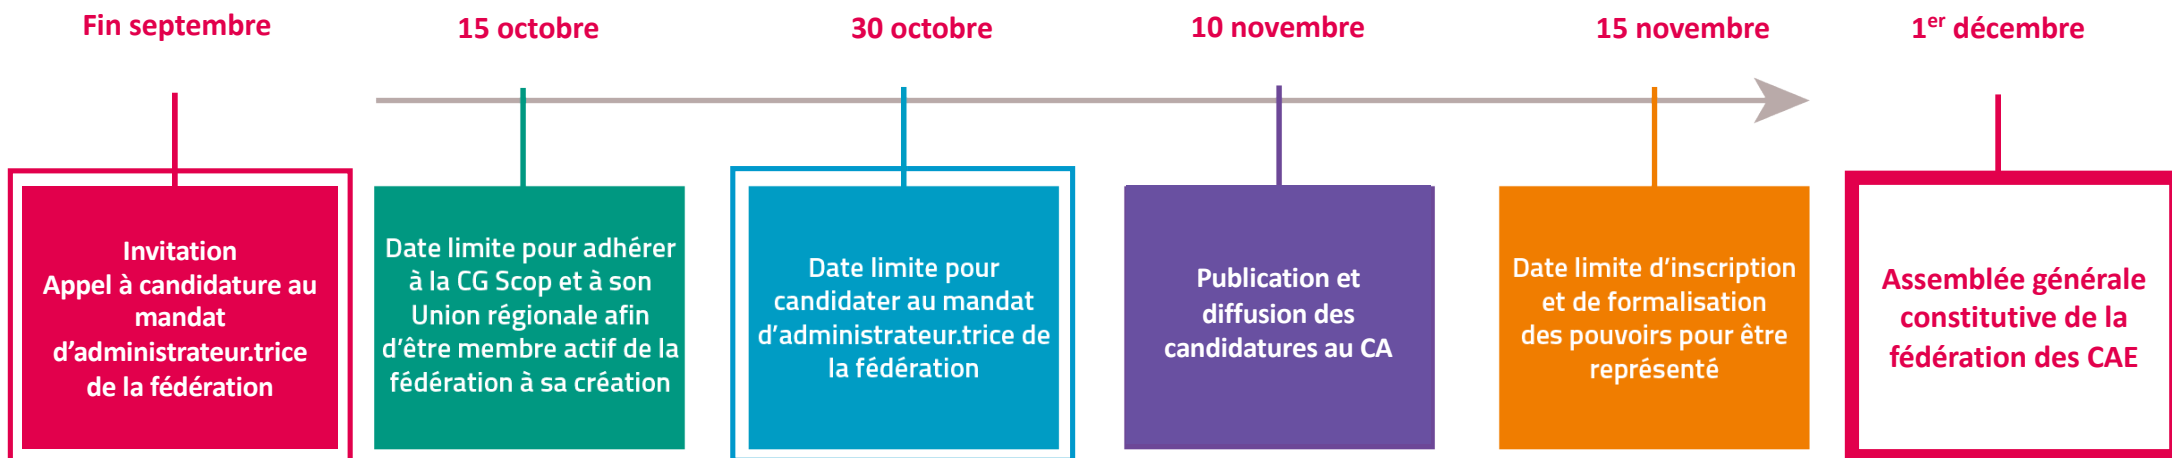 Fin septembre
15 octobre
30 octobre
10 novembre
15 novembre
1er décembre
Invitation
Appel à candidature au
mandat
d'administrateur.trice
de la fédération
Date limite pour adhérer
à la CG Scop et à son
Union régionale afin
d'être membre actif de la
fédération à sa création
Date limite pour
candidater au mandat
d'administrateur.trice de
la fédération
Publication et
diffusion des
candidatures au CA
Date limite d'inscription
et de formalisation
des pouvoirs pour être
représenté
Assemblée générale
constitutive de la
fédération des CAE